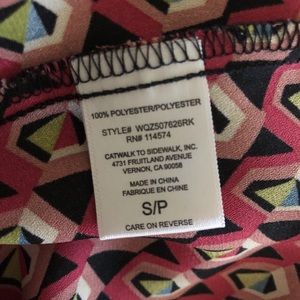 100% POLYESTER/POLYESTER
STYLE# WQZ507626RK
RN# 114574
CATWALK TO SIDEWALK, INC.
4731 FRUITLAND AVENUE
VERNON, CA 90058
MADE IN CHINA
FABRIQUE EN CHINE
S/P
CARE ON REVERSE